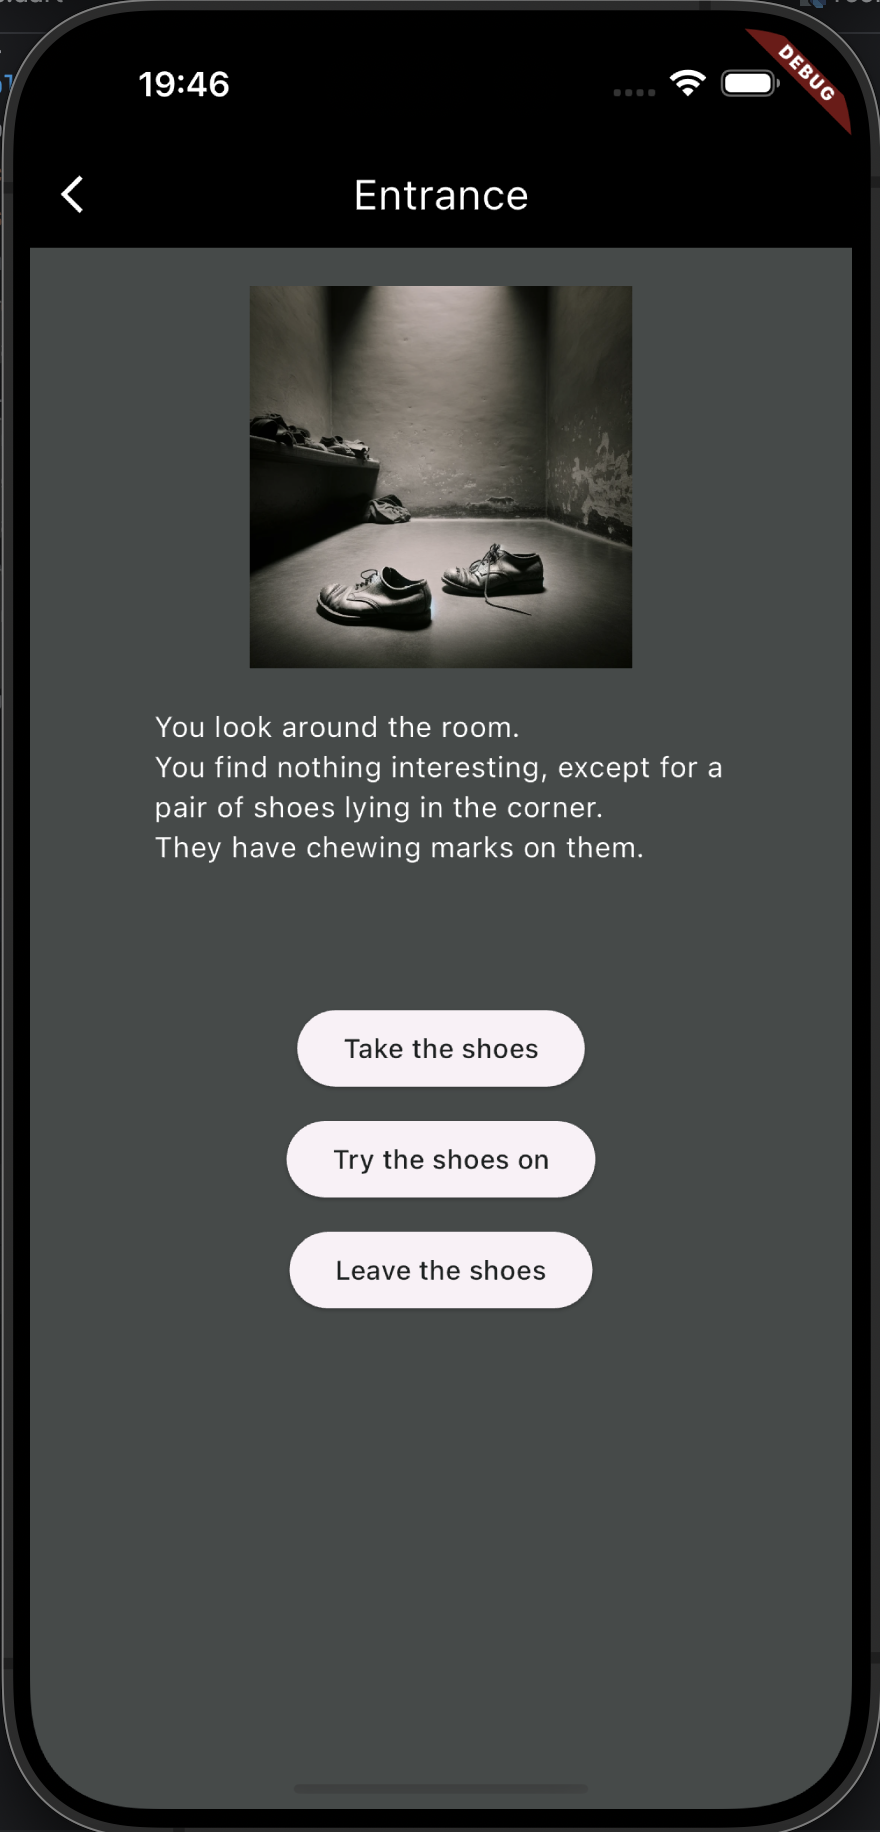 19:46
DEBUG
Entrance
You look around the room.
You find nothing interesting, except for a
pair of shoes lying in the corner.
They have chewing marks on them.
Take the shoes
Try the shoes on
Leave the shoes